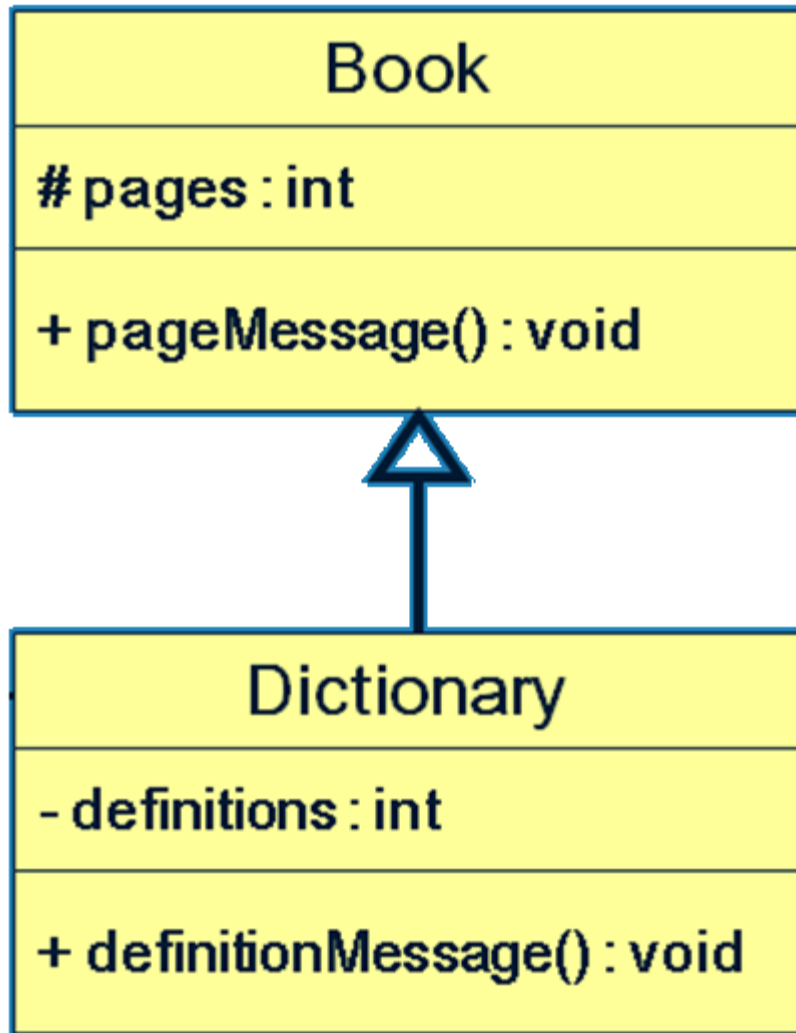 Book
# pages : int
+ pageMessage() : void
Dictionary
- definitions : int
+ definitionMessage() : void